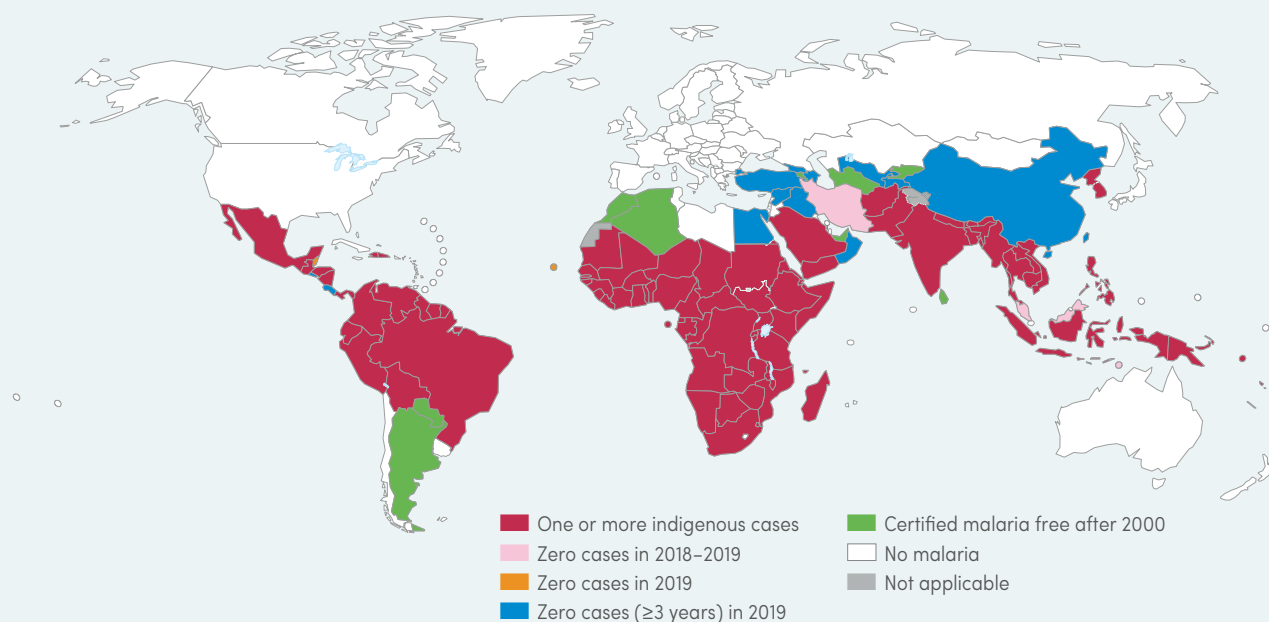 One or more indigenous cases
Zero cases in 2018–2019
Zero cases in 2019
Zero cases (≥3 years) in 2019
Certified malaria free after 2000
No malaria
Not applicable